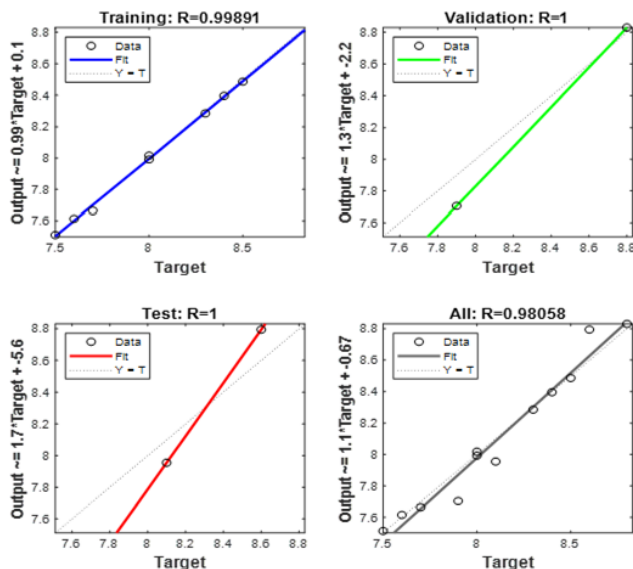 Training: R=0.99891
Output ~= 0.99*Target + 0.1
8.8
8.6
8.4
8.2
8
7.8
7.6
Data
Fit
Y = T
7.5
8
8.5
Target
Validation: R=1
Output ~= 1.3*Target + -2.2
8.8
8.6
8.4
8.2
8
7.8
7.6
Data
Fit
Y = T
7.6
7.8
8
8.2
8.4
8.6
8.8
Target
Test: R=1
Output ~= 1.7*Target + -5.6
8.8
8.6
8.4
8.2
8
7.8
7.6
Data
Fit
Y = T
7.6
7.8
8
8.2
8.4
8.6
8.8
Target
All: R=0.98058
Output ~= 1.1*Target + -0.67
8.8
8.6
8.4
8.2
8
7.8
7.6
Data
Fit
Y = T
7.5
8
8.5
Target